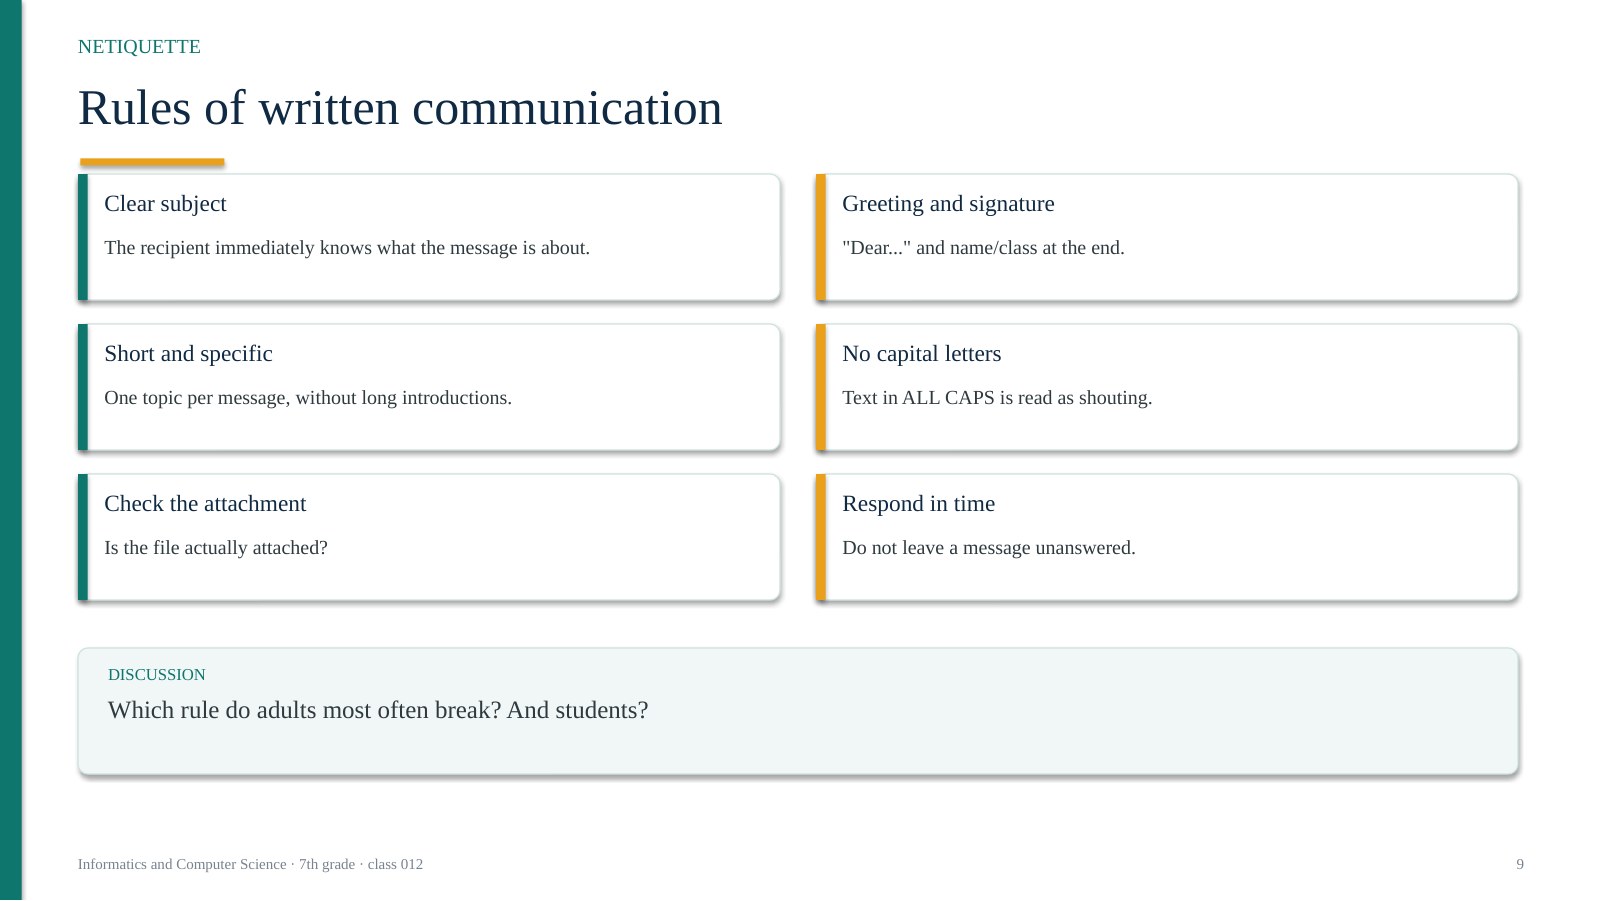 NETIQUETTE
Rules of written communication
Clear subject
The recipient immediately knows what the message is about.
Greeting and signature
"Dear..." and name/class at the end.
Short and specific
One topic per message, without long introductions.
No capital letters
Text in ALL CAPS is read as shouting.
Check the attachment
Is the file actually attached?
Respond in time
Do not leave a message unanswered.
DISCUSSION
Which rule do adults most often break? And students?
Informatics and Computer Science · 7th grade · class 012
9